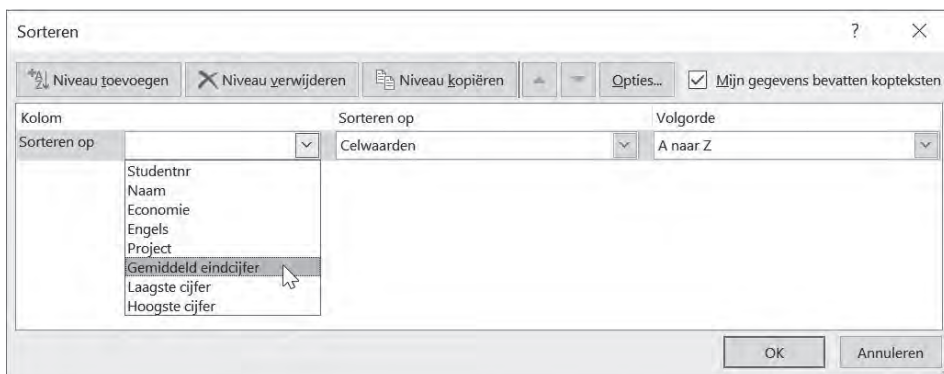 Sorteren ?
Niveau toevoegen Niveau verwijderen Niveau kopiëren Opties... Mijn gegevens bevatten kopteksten
Kolom Sorteren op Volgorde
Sorteren op Celwaarden A naar Z
Studentnr
Naam
Economie
Engels
Project
Gemiddeld eindcijfer
Laagste cijfer
Hoogste cijfer
OK Annuleren